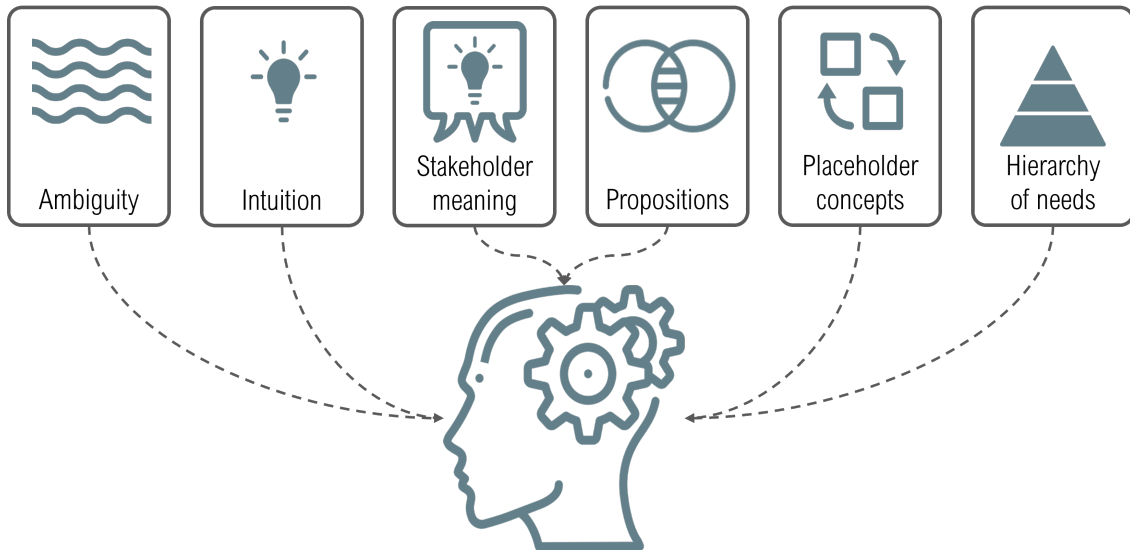 Ambiguity
Intuition
Stakeholder
meaning
Propositions
Placeholder
concepts
Hierarchy
of needs